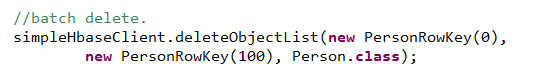 //batch delete.
simpleHbaseClient.deleteObjectList(new PersonRowKey(0),
new PersonRowKey(100), Person.class);